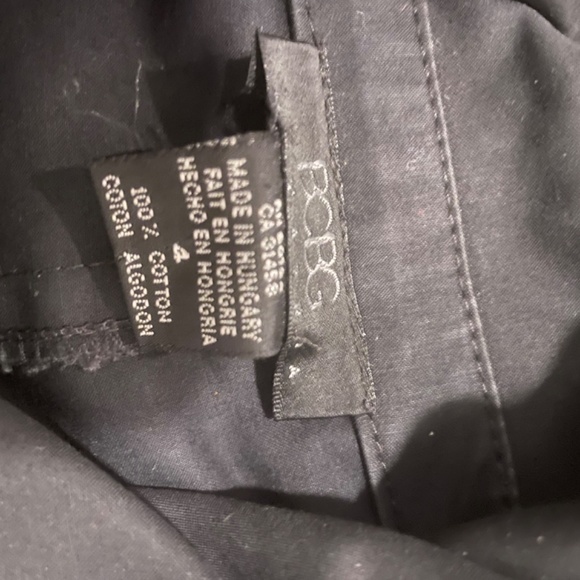 BCBG
CA 31458
MADE IN HUNGARY
FAIT EN HONGRIE
HECHO EN HONGRIA
4
100% COTTON
COTON ALGODON